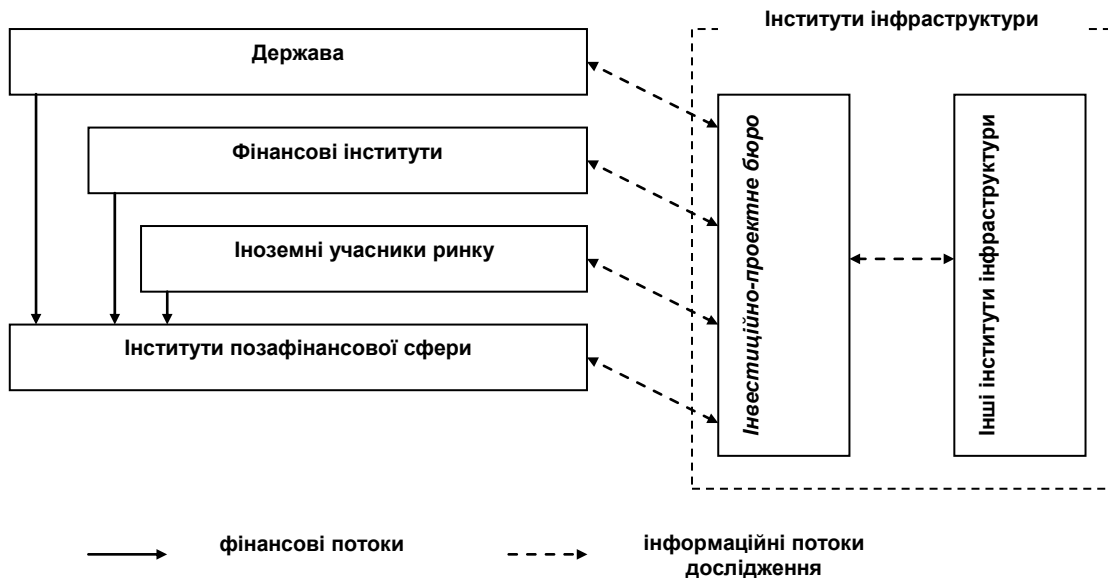 Інститути інфраструктури
Держава
Фінансові інститути
Іноземні учасники ринку
Інститути позафінансової сфери
Інвестиційно-проектне бюро
Інші інститути інфраструктури
фінансові потоки
інформаційні потоки
дослідження